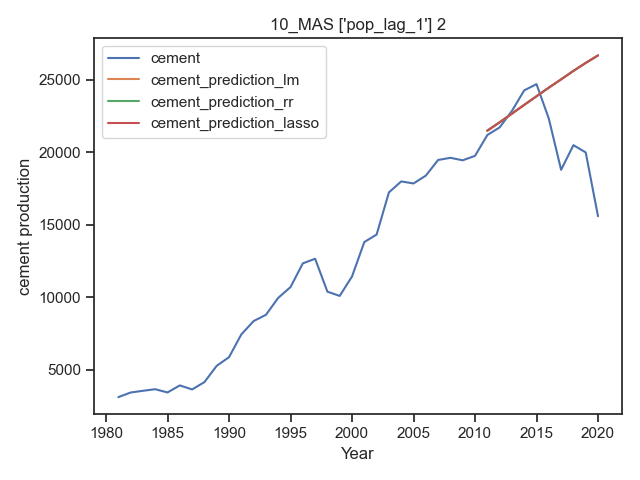 10_MAS ['pop_lag_1'] 2
cement
cement_prediction_lm
cement_prediction_rr
cement_prediction_lasso
cement production
25000
20000
15000
10000
5000
1980 1985 1990 1995 2000 2005 2010 2015 2020
Year